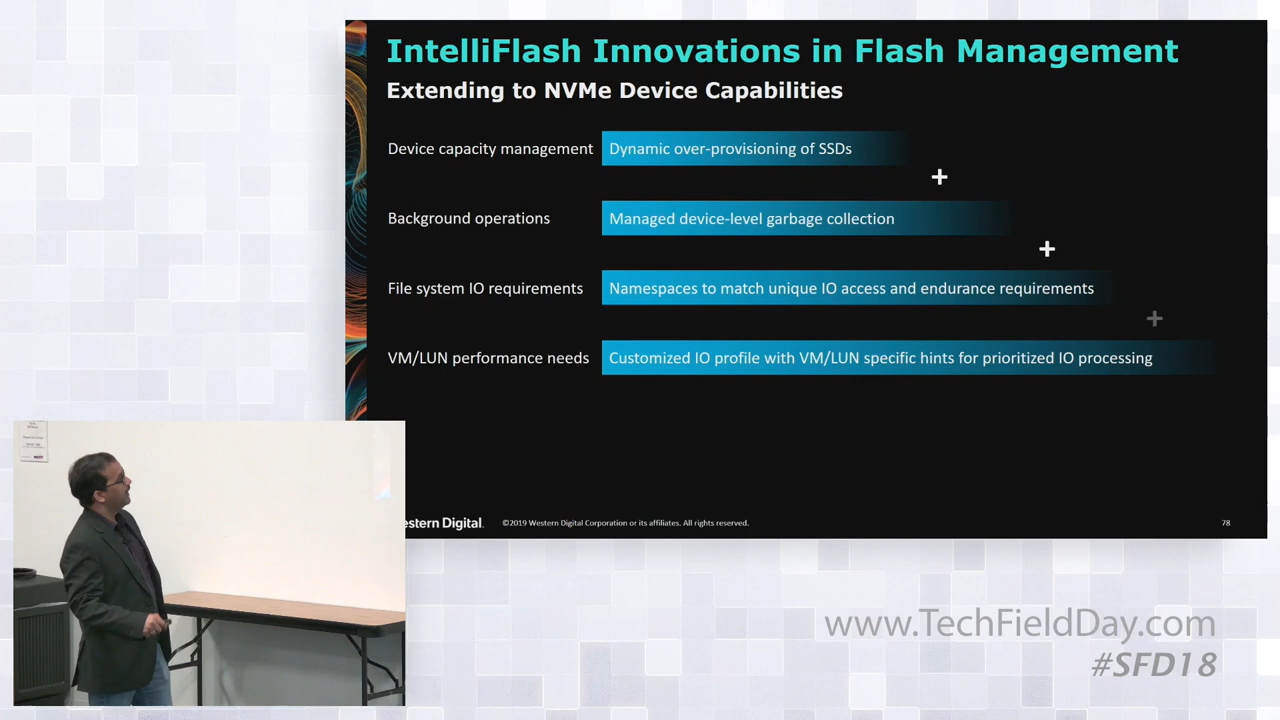 IntelliFlash Innovations in Flash Management
Extending to NVMe Device Capabilities
Device capacity management
Dynamic over-provisioning of SSDs
+
Background operations
Managed device-level garbage collection
+
File system IO requirements
Namespaces to match unique IO access and endurance requirements
+
VM/LUN performance needs
Customized IO profile with VM/LUN specific hints for prioritized IO processing
estern Digital.
©2019 Western Digital Corporation or its affiliates. All rights reserved.
78
www.TechFieldDay.com
#SFD18